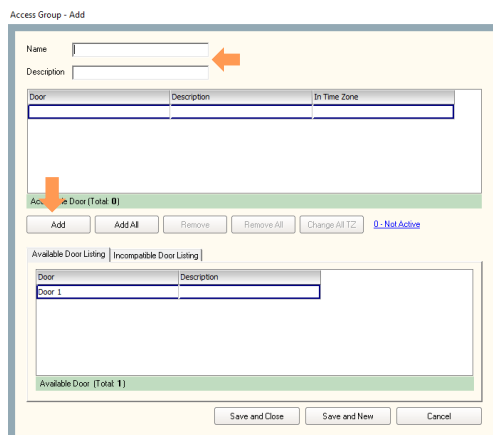 Access Group - Add
Name
Description
Door Description In Time Zone
Door (Total: 0)
Add Add All Remove Remove All Change All TZ 0 - Not Active
Available Door Listing Incompatible Door Listing
Door Description
Door 1
Available Door (Total: 1)
Save and Close Save and New Cancel